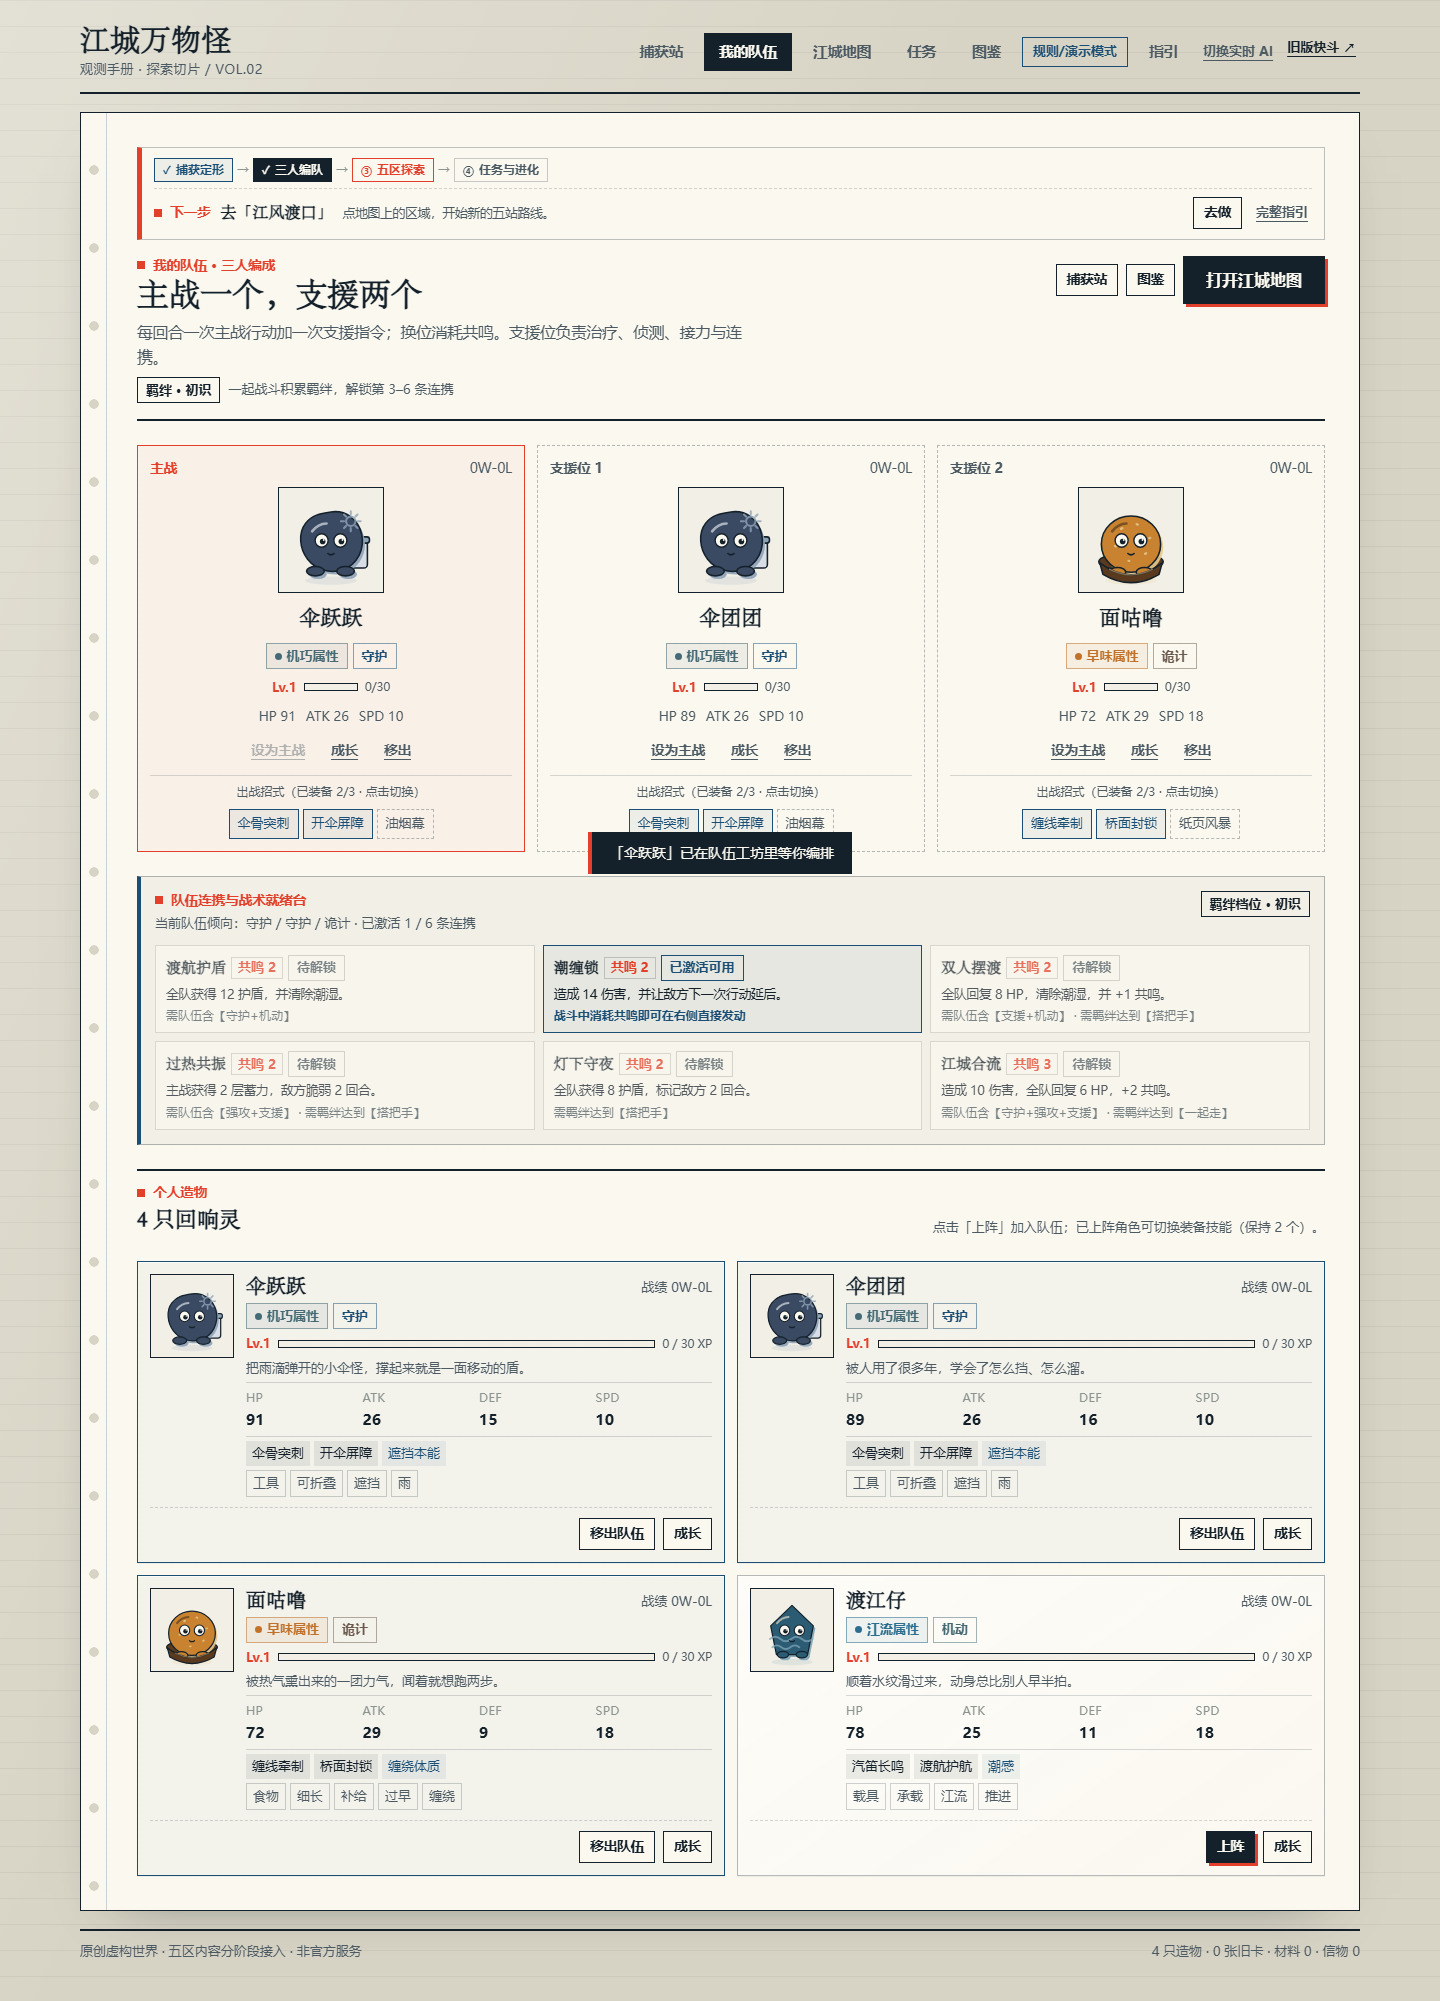 江城万物怪
观测手册 · 探索切片 / VOL.02
捕获站 我的队伍 江城地图 任务 图鉴 规则/演示模式 指引 切换实时 AI 旧版快斗 ↗
✓ 捕获定形 → ✓ 三人编队 → ③ 五区探索 → ④ 任务与进化
下一步 去「江风渡口」 点地图上的区域，开始新的五站路线。 去做 完整指引
我的队伍 • 三人编成
主战一个，支援两个
捕获站 图鉴 打开江城地图
每回合一次主战行动加一次支援指令；换位消耗共鸣。支援位负责治疗、侦测、接力与连
携。
羁绊 • 初识 一起战斗积累羁绊，解锁第 3–6 条连携
主战 0W-0L
伞跃跃
机巧属性 守护
Lv.1 0/30
HP 91 ATK 26 SPD 10
设为主战 成长 移出
出战招式（已装备 2/3 · 点击切换）
伞骨突刺 开伞屏障 油烟幕
支援位 1 0W-0L
伞团团
机巧属性 守护
Lv.1 0/30
HP 89 ATK 26 SPD 10
设为主战 成长 移出
出战招式（已装备 2/3 · 点击切换）
伞骨突刺 开伞屏障 油烟幕
支援位 2 0W-0L
面咕噜
早味属性 诡计
Lv.1 0/30
HP 72 ATK 29 SPD 18
设为主战 成长 移出
出战招式（已装备 2/3 · 点击切换）
缠线牵制 桥面封锁 纸页风暴
「伞跃跃」已在队伍工坊里等你编排
队伍连携与战术就绪台
当前队伍倾向：守护 / 守护 / 诡计 · 已激活 1 / 6 条连携
羁绊档位 • 初识
渡航护盾 共鸣 2 待解锁
全队获得 12 护盾，并清除潮湿。
需队伍含【守护+机动】
潮缠锁 共鸣 2 已激活可用
造成 14 伤害，并让敌方下一次行动延后。
战斗中消耗共鸣即可在右侧直接发动
双人摆渡 共鸣 2 待解锁
全队回复 8 HP，清除潮湿，并 +1 共鸣。
需队伍含【支援+机动】 · 需羁绊达到【搭把手】
过热共振 共鸣 2 待解锁
主战获得 2 层蓄力，敌方脆弱 2 回合。
需队伍含【强攻+支援】 · 需羁绊达到【搭把手】
灯下守夜 共鸣 2 待解锁
全队获得 8 护盾，标记敌方 2 回合。
需羁绊达到【搭把手】
江城合流 共鸣 3 待解锁
造成 10 伤害，全队回复 6 HP，+2 共鸣。
需队伍含【守护+强攻+支援】 · 需羁绊达到【一起走】
个人造物
4 只回响灵
点击「上阵」加入队伍；已上阵角色可切换装备技能（保持 2 个）。
伞跃跃 战绩 0W-0L
机巧属性 守护
Lv.1 0 / 30 XP
把雨滴弹开的小伞怪，撑起来就是一面移动的盾。
HP ATK DEF SPD
91 26 15 10
伞骨突刺 开伞屏障 遮挡本能
工具 可折叠 遮挡 雨
移出队伍 成长
伞团团 战绩 0W-0L
机巧属性 守护
Lv.1 0 / 30 XP
被人用了很多年，学会了怎么挡、怎么溜。
HP ATK DEF SPD
89 26 16 10
伞骨突刺 开伞屏障 遮挡本能
工具 可折叠 遮挡 雨
移出队伍 成长
面咕噜 战绩 0W-0L
早味属性 诡计
Lv.1 0 / 30 XP
被热气熏出来的一团力气，闻着就想跑两步。
HP ATK DEF SPD
72 29 9 18
缠线牵制 桥面封锁 缠绕体质
食物 细长 补给 过早 缠绕
移出队伍 成长
渡江仔 战绩 0W-0L
江流属性 机动
Lv.1 0 / 30 XP
顺着水纹滑过来，动身总比别人早半拍。
HP ATK DEF SPD
78 25 11 18
汽笛长鸣 渡航护航 潮感
载具 承载 江流 推进
上阵 成长
原创虚构世界 · 五区内容分阶段接入 · 非官方服务
4 只造物 · 0 张旧卡 · 材料 0 · 信物 0